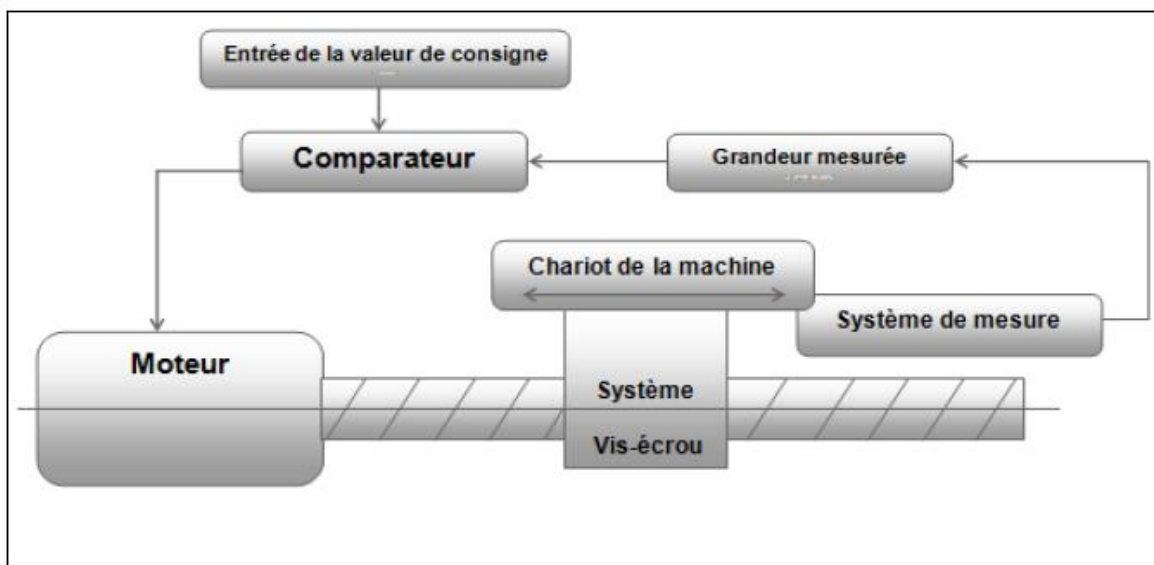 Entrée de la valeur de consigne
Comparateur
Grandeur mesurée
Chariot de la machine
Système de mesure
Moteur
Système
Vis-écrou